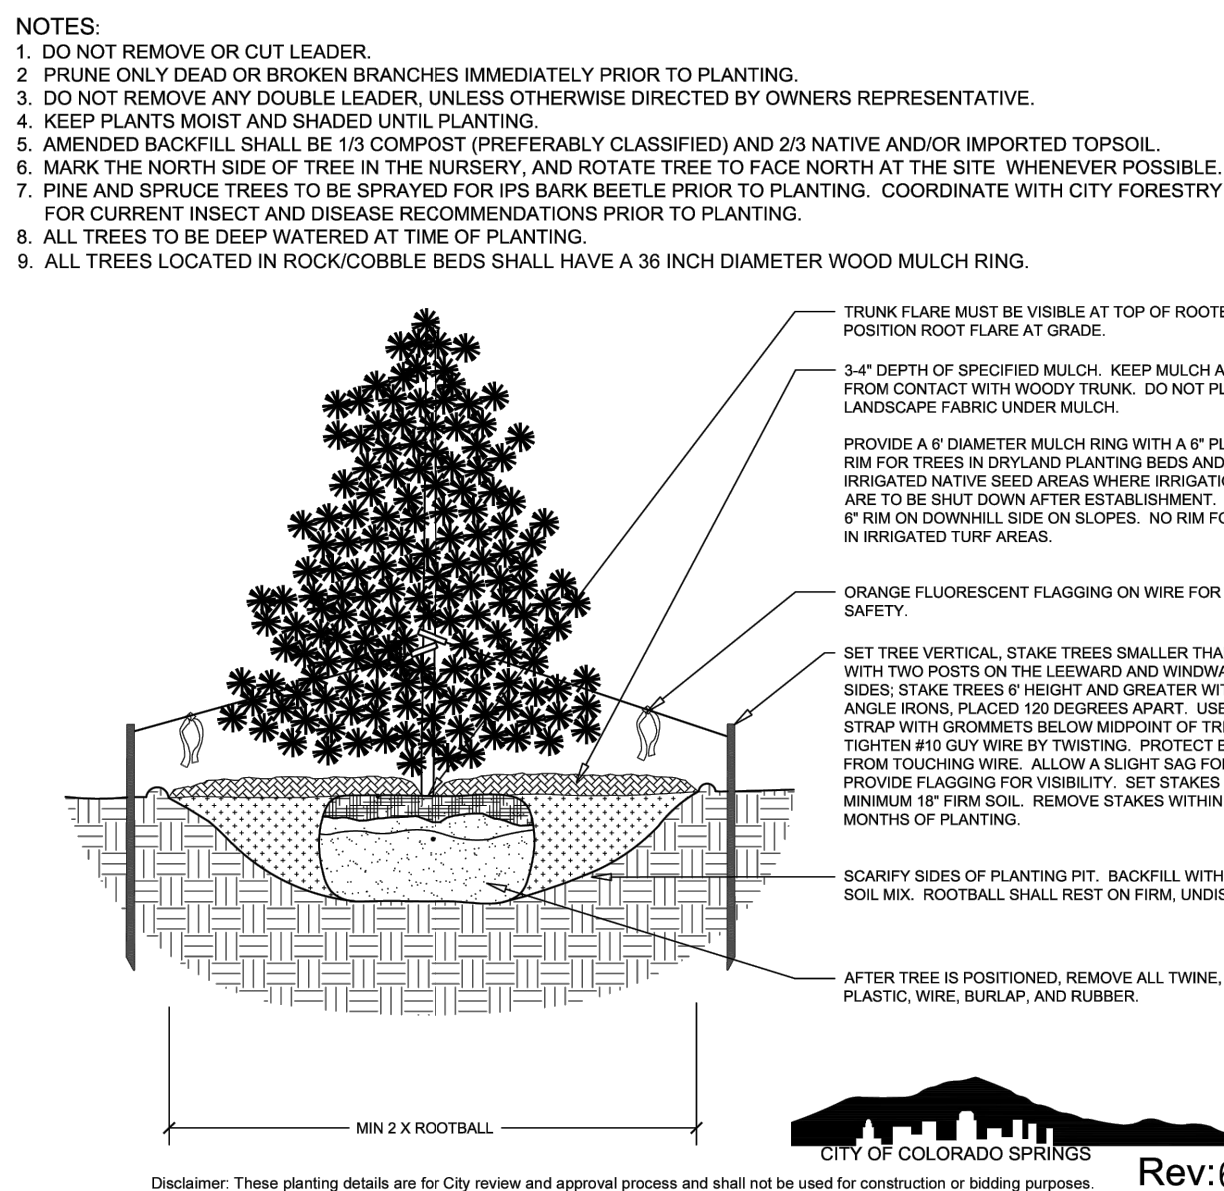 NOTES:
1. DO NOT REMOVE OR CUT LEADER.
2 PRUNE ONLY DEAD OR BROKEN BRANCHES IMMEDIATELY PRIOR TO PLANTING.
3. DO NOT REMOVE ANY DOUBLE LEADER, UNLESS OTHERWISE DIRECTED BY OWNERS REPRESENTATIVE.
4. KEEP PLANTS MOIST AND SHADED UNTIL PLANTING.
5. AMENDED BACKFILL SHALL BE 1/3 COMPOST (PREFERABLY CLASSIFIED) AND 2/3 NATIVE AND/OR IMPORTED TOPSOIL.
6. MARK THE NORTH SIDE OF TREE IN THE NURSERY, AND ROTATE TREE TO FACE NORTH AT THE SITE WHENEVER POSSIBLE.
7. PINE AND SPRUCE TREES TO BE SPRAYED FOR IPS BARK BEETLE PRIOR TO PLANTING. COORDINATE WITH CITY FORESTRY
FOR CURRENT INSECT AND DISEASE RECOMMENDATIONS PRIOR TO PLANTING.
8. ALL TREES TO BE DEEP WATERED AT TIME OF PLANTING.
9. ALL TREES LOCATED IN ROCK/COBBLE BEDS SHALL HAVE A 36 INCH DIAMETER WOOD MULCH RING.
TRUNK FLARE MUST BE VISIBLE AT TOP OF
POSITION ROOT FLARE AT GRADE.
3-4" DEPTH OF SPECIFIED MULCH. KEEP MULCH
FROM CONTACT WITH WOODY TRUNK. DO NOT
LANDSCAPE FABRIC UNDER MULCH.
PROVIDE A 6' DIAMETER MULCH RING WITH A 6"
RIM FOR TREES IN DRYLAND PLANTING BEDS AND
IRRIGATED NATIVE SEED AREAS WHERE
ARE TO BE SHUT DOWN AFTER ESTABLISHMENT.
6" RIM ON DOWNHILL SIDE ON SLOPES. NO RIM
IN IRRIGATED TURF AREAS.
ORANGE FLUORESCENT FLAGGING ON WIRE FOR
SAFETY.
SET TREE VERTICAL, STAKE TREES SMALLER
WITH TWO POSTS ON THE LEEWARD AND
SIDES; STAKE TREES 6' HEIGHT AND GREATER
ANGLE IRONS, PLACED 120 DEGREES APART.
STRAP WITH GROMMETS BELOW MIDPOINT OF
TIGHTEN #10 GUY WIRE BY TWISTING. PROTECT
FROM TOUCHING WIRE. ALLOW A SLIGHT SAG
PROVIDE FLAGGING FOR VISIBILITY. SET STAKES
MINIMUM 18" FIRM SOIL. REMOVE STAKES WITHIN
MONTHS OF PLANTING.
SCARIFY SIDES OF PLANTING PIT. BACKFILL WITH
SOIL MIX. ROOTBALL SHALL REST ON FIRM,
AFTER TREE IS POSITIONED, REMOVE ALL TWINE,
PLASTIC, WIRE, BURLAP, AND RUBBER.
MIN 2 X ROOTBALL
CITY OF COLORADO SPRINGS
Rev:
Disclaimer: These planting details are for City review and approval process and shall not be used for construction or bidding purposes.